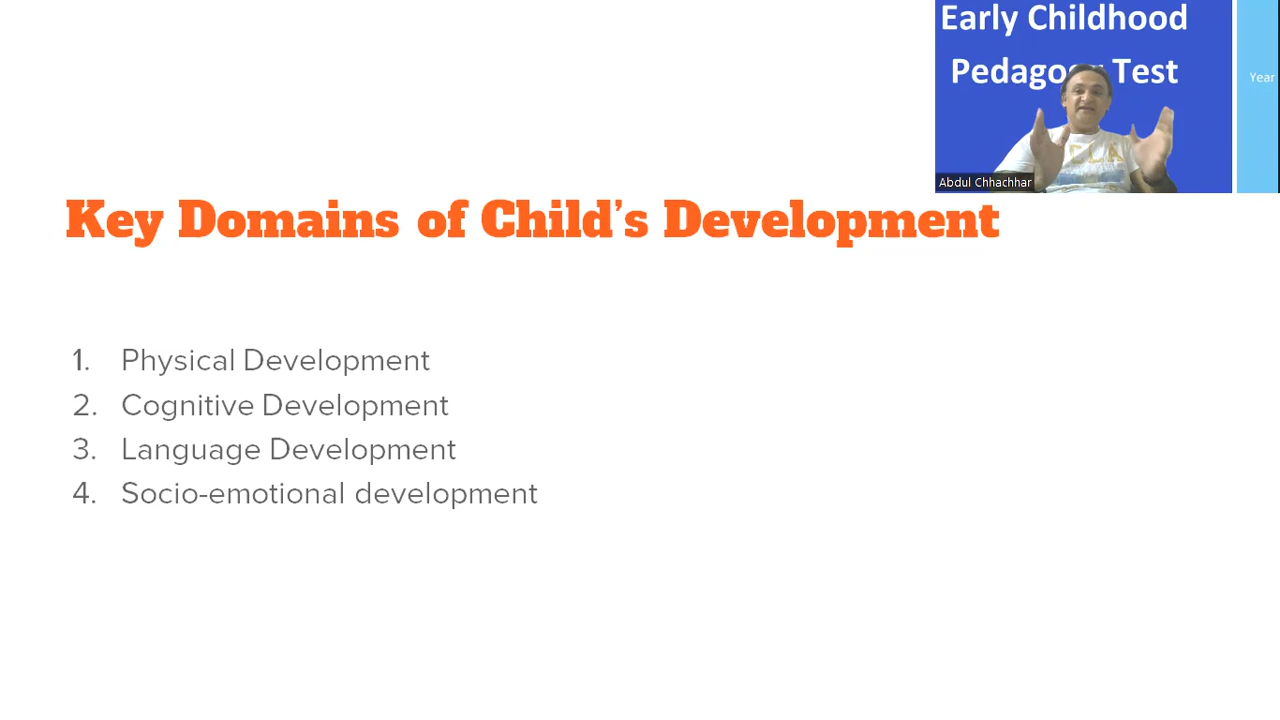 Early Childhood
Pedagogy Test
Year
Abdul Chhachhar
Key Domains of Child’s Development
1. Physical Development
2. Cognitive Development
3. Language Development
4. Socio-emotional development